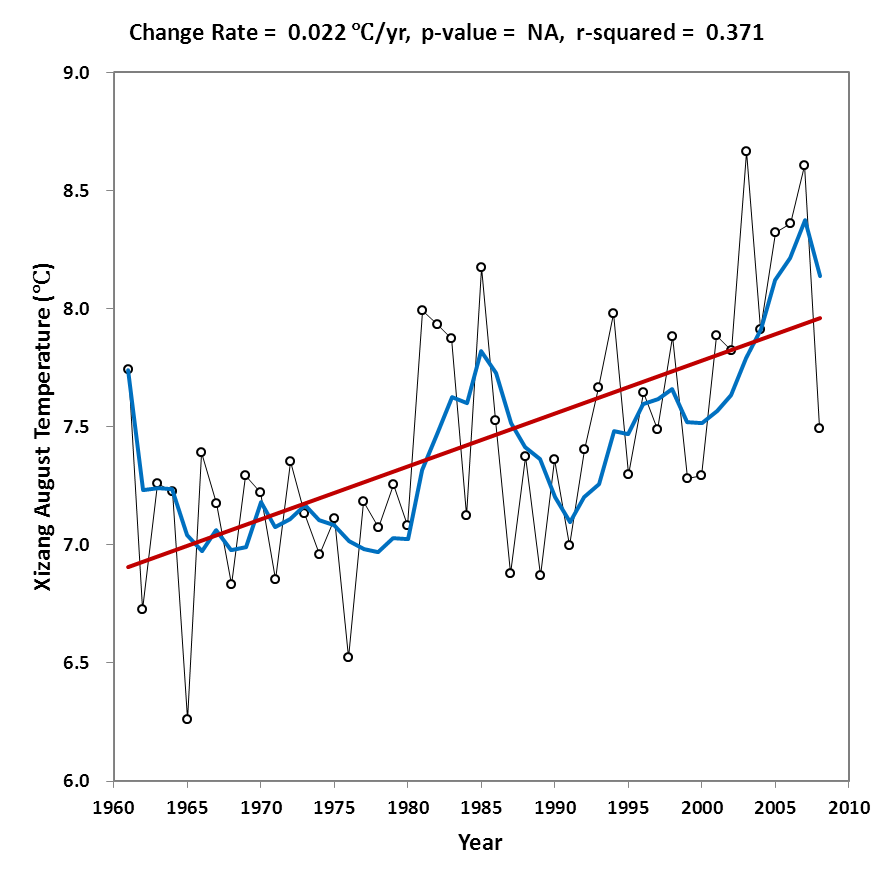 Change Rate = 0.022 ℃/yr, p-value = NA, r-squared = 0.371
Xizang August Temperature (℃)
9.0
8.5
8.0
7.5
7.0
6.5
6.0
1960 1965 1970 1975 1980 1985 1990 1995 2000 2005 2010
Year